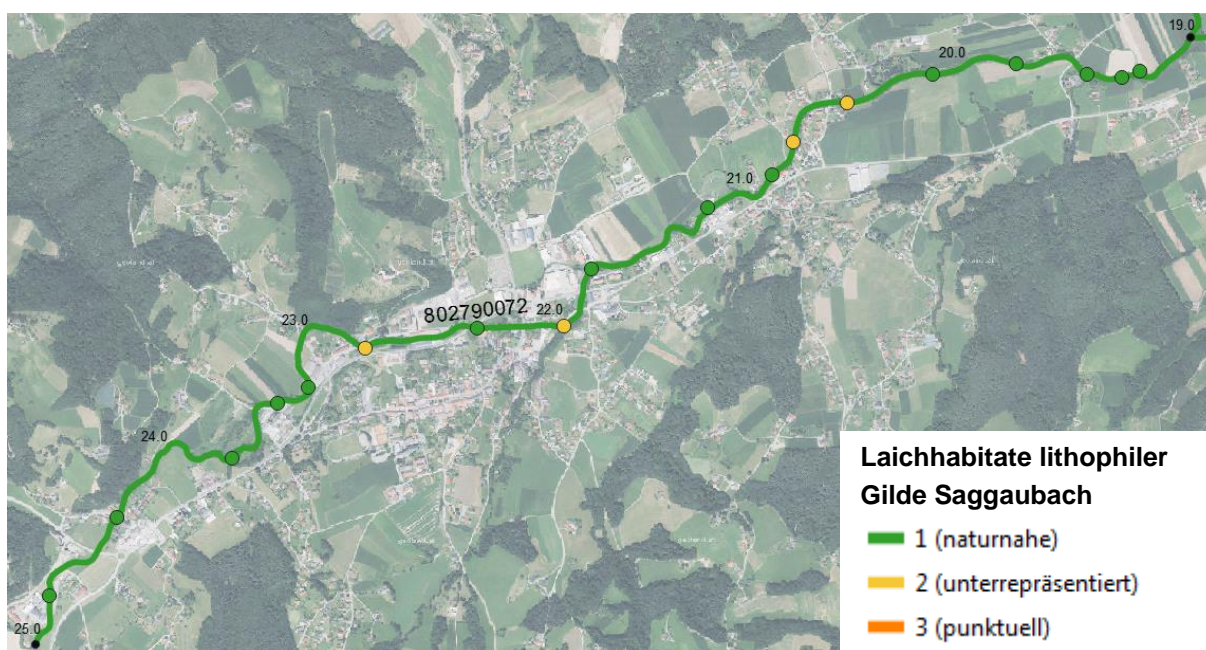 19.0
20.0
21.0
802790072
22.0
23.0
24.0
25.0
Laichhabitate lithophiler
Gilde Saggaubach
1 (naturnahe)
2 (unterrepräsentiert)
3 (punktuell)